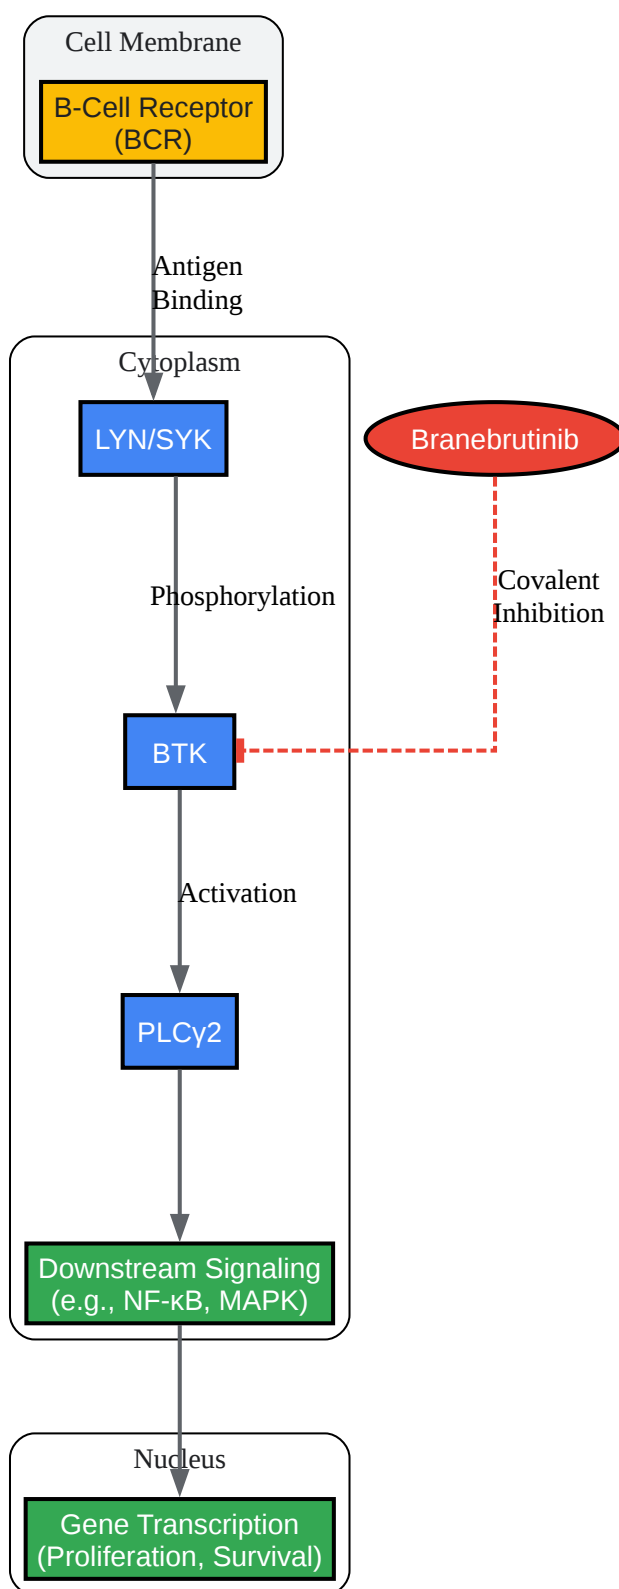 Cell Membrane
B-Cell Receptor
(BCR)
Antigen
Binding
Cytoplasm
LYN/SYK
Branebrutinib
Phosphorylation
Covalent
Inhibition
BTK
Activation
PLCγ2
Downstream Signaling
(e.g., NF-κB, MAPK)
Nucleus
Gene Transcription
(Proliferation, Survival)